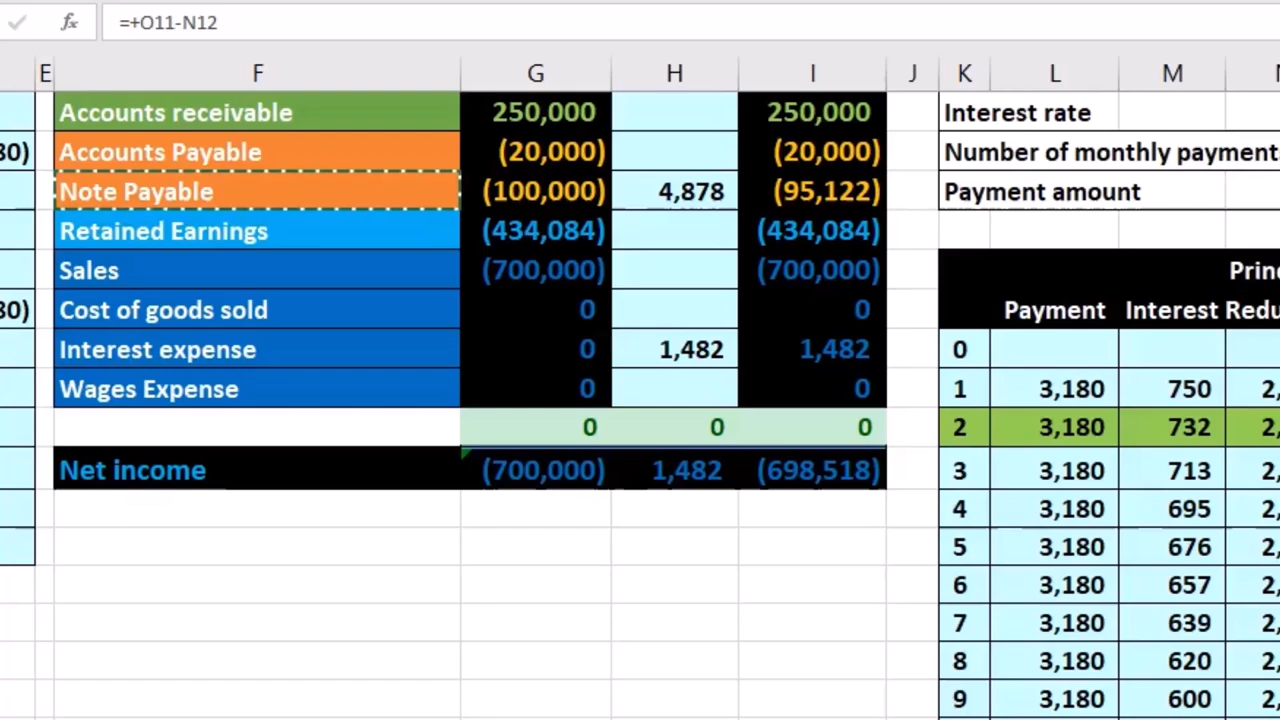 fx =+O11-N12
E F G H I J K L M
Accounts receivable 250,000 250,000 Interest rate
80) Accounts Payable (20,000) (20,000) Number of monthly payment
Note Payable (100,000) 4,878 (95,122) Payment amount
Retained Earnings (434,084) (434,084)
Sales (700,000) (700,000) Prin
80) Cost of goods sold 0 0 Payment Interest Redu
Interest expense 0 1,482 1,482 0
Wages Expense 0 0 1 3,180 750 2,
0 0 0 2 3,180 732 2,
Net income (700,000) 1,482 (698,518) 3 3,180 713 2,
4 3,180 695 2,
5 3,180 676 2,
6 3,180 657 2,
7 3,180 639 2,
8 3,180 620 2,
9 3,180 600 2,